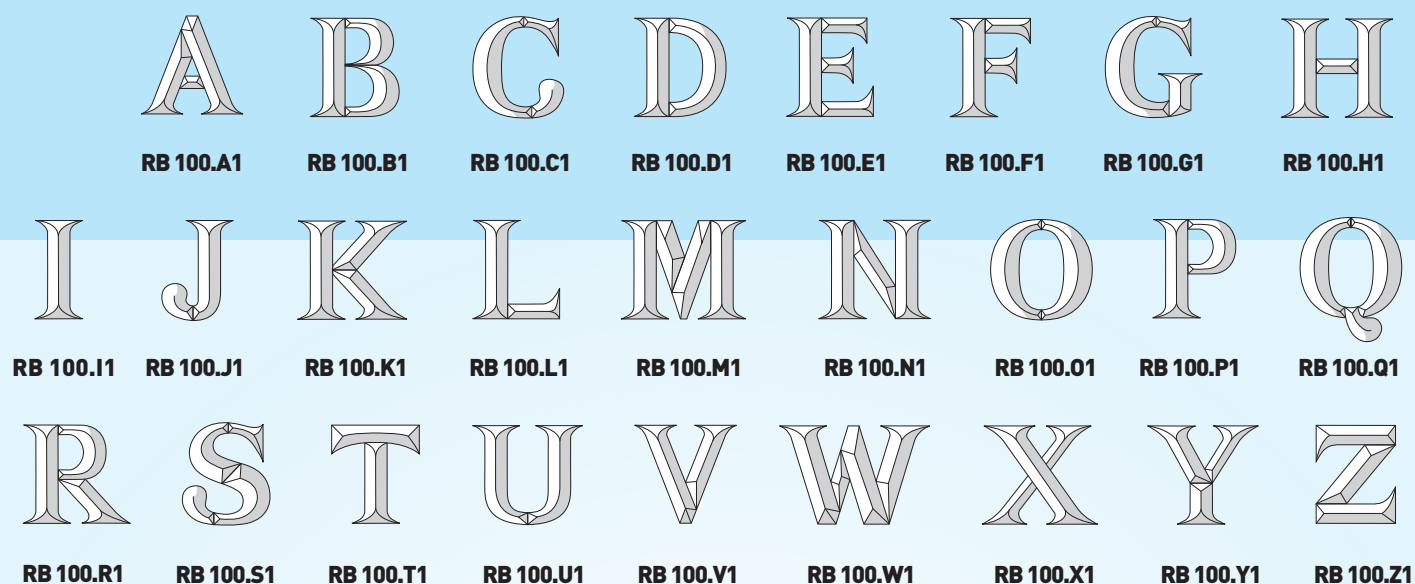 A B C D E F G H
RB 100.A1 RB 100.B1 RB 100.C1 RB 100.D1 RB 100.E1 RB 100.F1 RB 100.G1 RB 100.H1
I J K L M N O P Q
RB 100.I1 RB 100.J1 RB 100.K1 RB 100.L1 RB 100.M1 RB 100.N1 RB 100.O1 RB 100.P1 RB 100.Q1
R S T U V W X Y Z
RB 100.R1 RB 100.S1 RB 100.T1 RB 100.U1 RB 100.V1 RB 100.W1 RB 100.X1 RB 100.Y1 RB 100.Z1